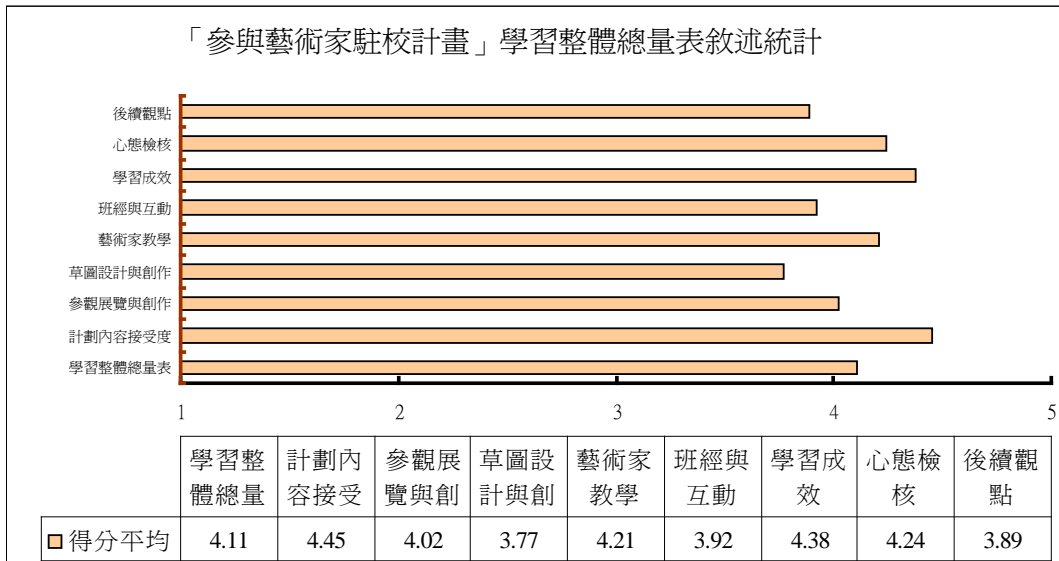 「參與藝術家駐校計畫」學習整體總量表敘述統計
後續觀點
心態檢核
學習成效
班經與互動
藝術家教學
草圖設計與創作
參觀展覽與創作
計劃內容接受度
學習整體總量表
1 2 3 4 5
學習整 計劃內 參觀展 草圖設 藝術家 班經與 學習成 心態檢 後續觀
體總量 容接受 覽與創 計與創 教學 互動 效 核 點
得分平均 4.11 4.45 4.02 3.77 4.21 3.92 4.38 4.24 3.89